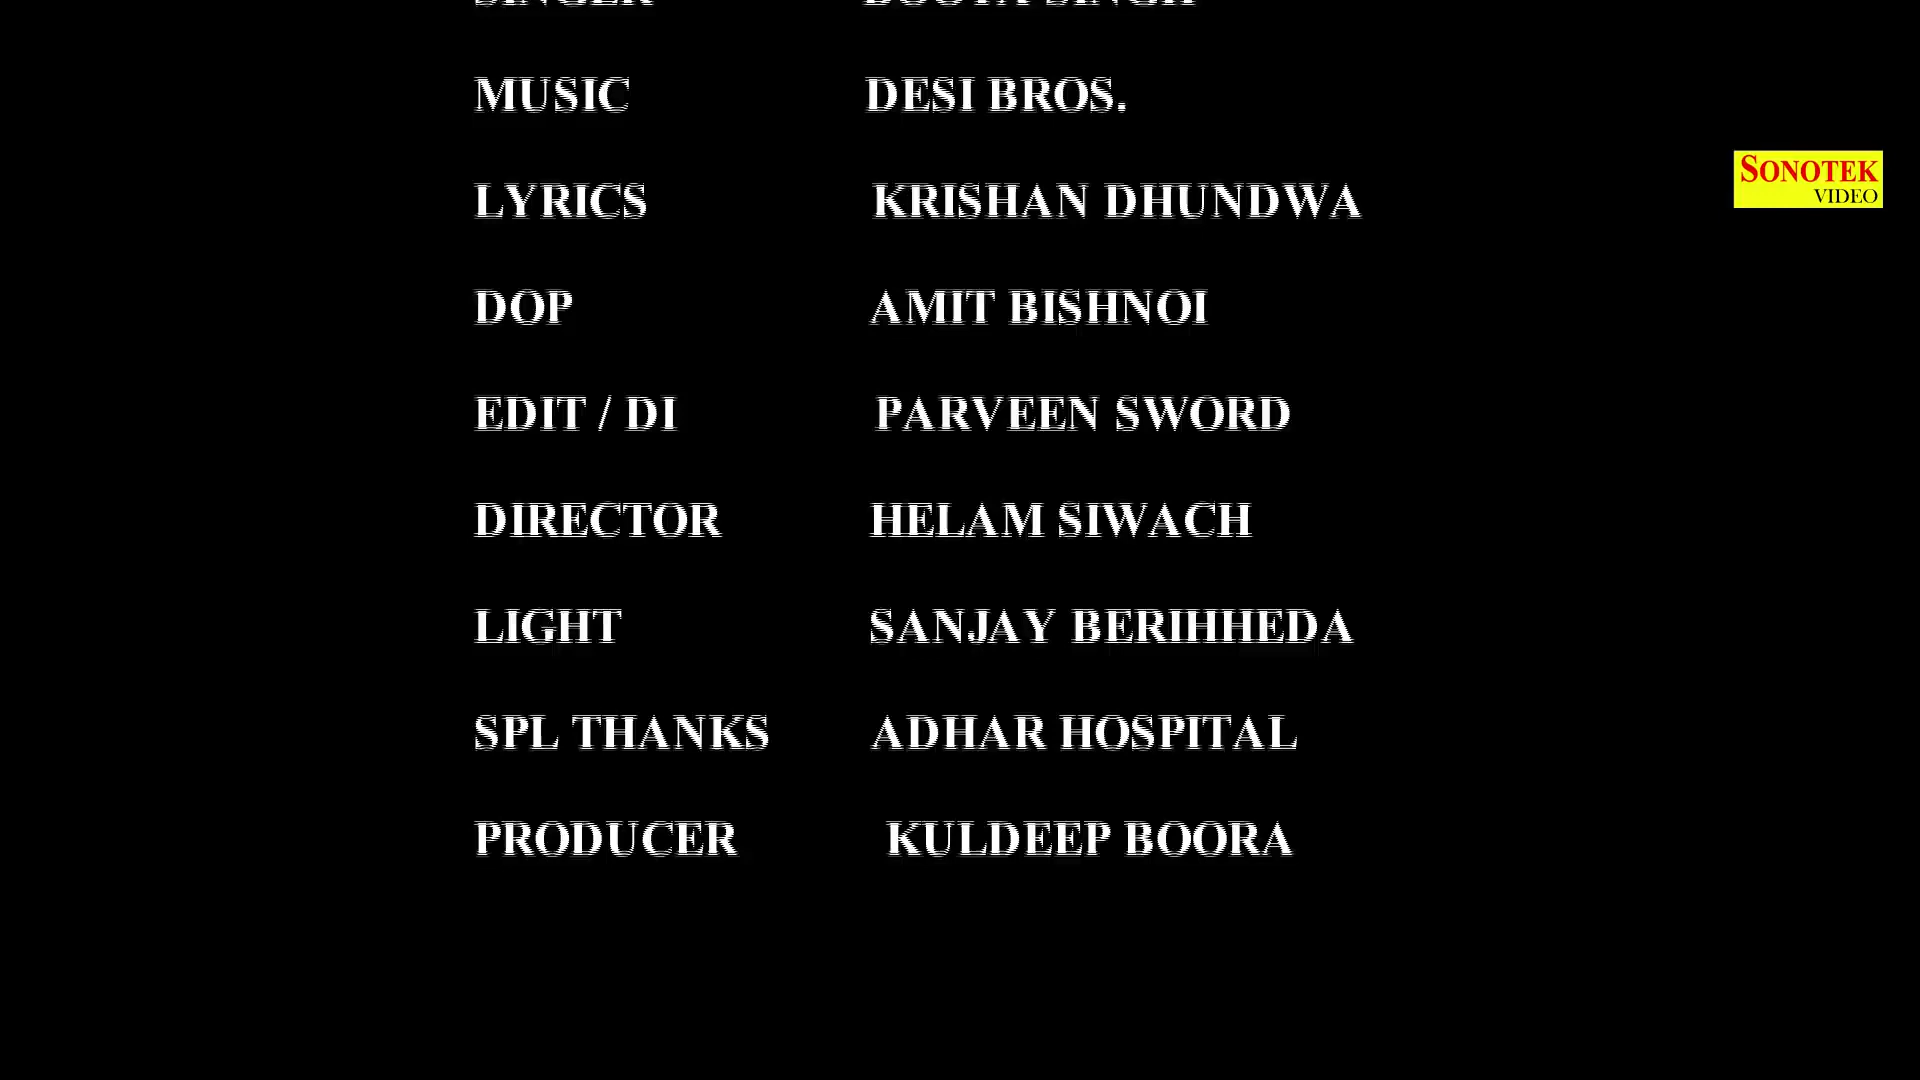 MUSIC DESI BROS.
LYRICS KRISHAN DHUNDWA
DOP AMIT BISHNOI
EDIT / DI PARVEEN SWORD
DIRECTOR HELAM SIWACH
LIGHT SANJAY BERIHHEDA
SPL THANKS ADHAR HOSPITAL
PRODUCER KULDEEP BOORA
SONOTEK
VIDEO